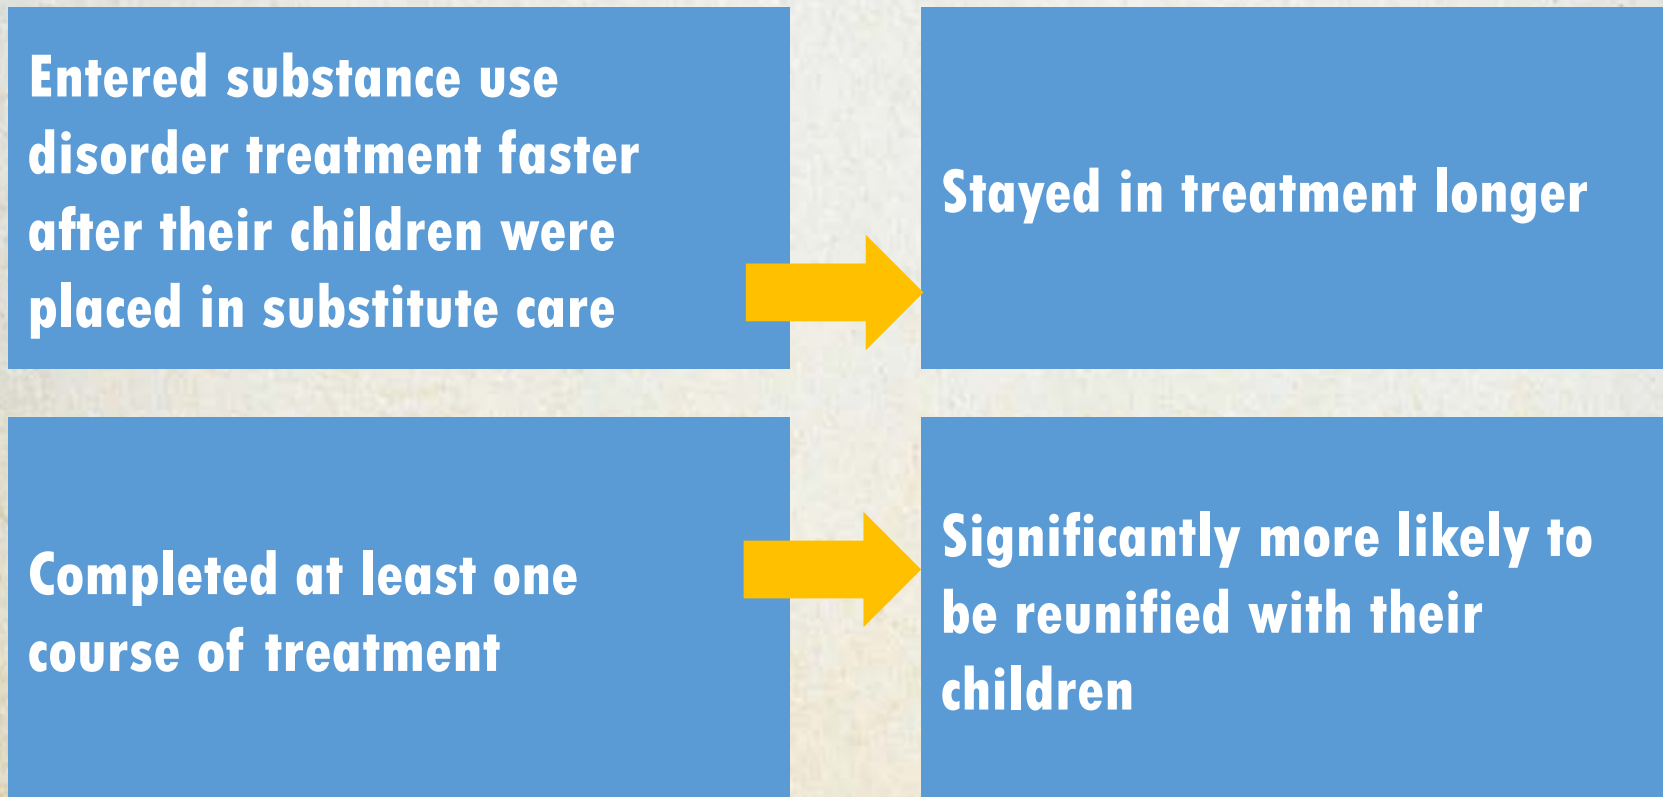 Entered substance use
disorder treatment faster
after their children were
placed in substitute care
Stayed in treatment longer
Completed at least one
course of treatment
Significantly more likely to
be reunified with their
children